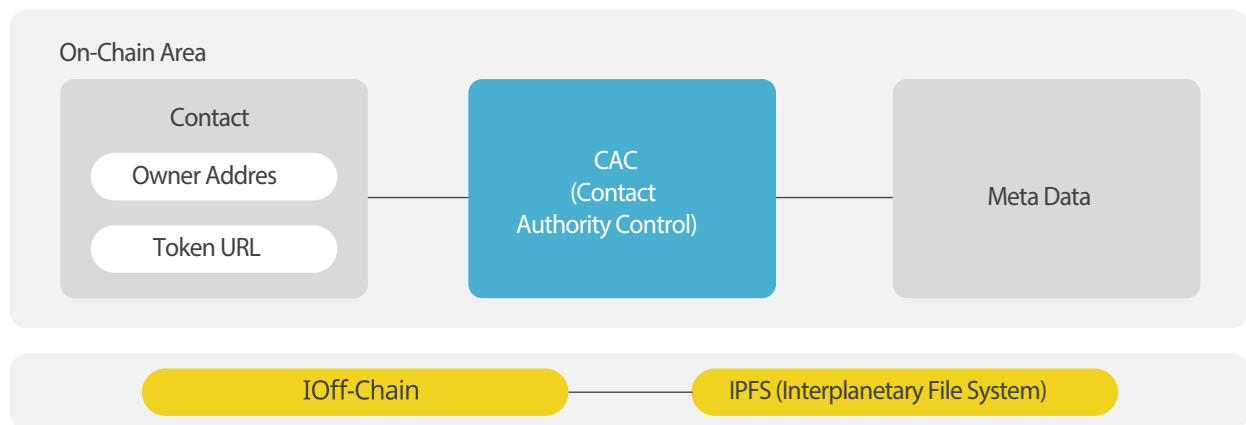 On-Chain Area
Contact
Owner Addres
Token URL
CAC
(Contact
Authority Control)
Meta Data
IOff-Chain
IPFS (Interplanetary File System)